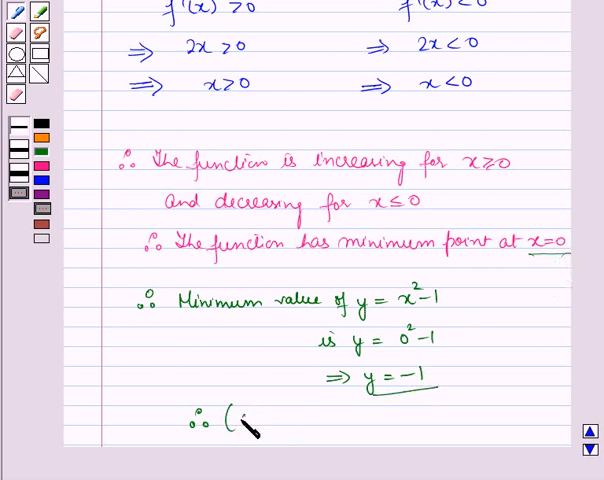 f'(x) > 0    f'(x) < 0
⇒ 2x > 0    ⇒ 2x < 0
⇒ x > 0    ⇒ x < 0
∴ The function is increasing for x ≥ 0
and decreasing for x ≤ 0
∴ The function has minimum point at x = 0
∴ Minimum value of y = x² - 1
is y = 0² - 1
⇒ y = -1
∴ (